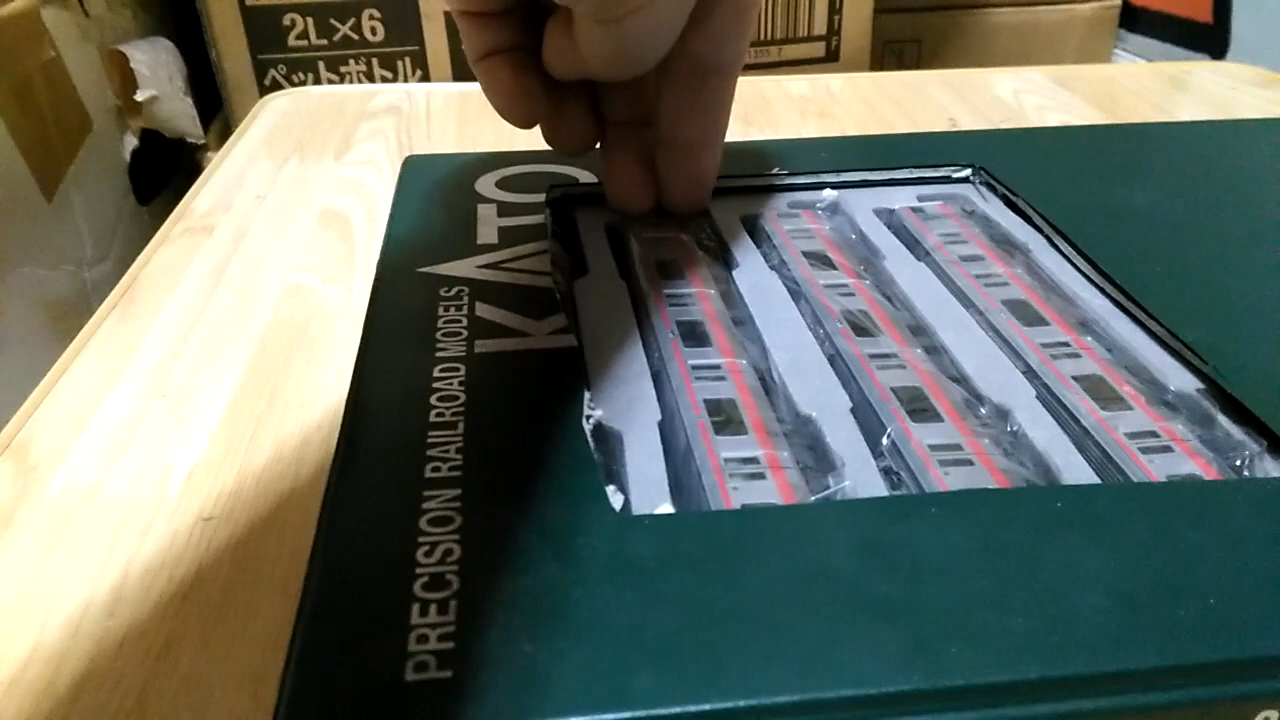 2L×6
ペットボトル
KATO
PRECISION RAILROAD MODELS